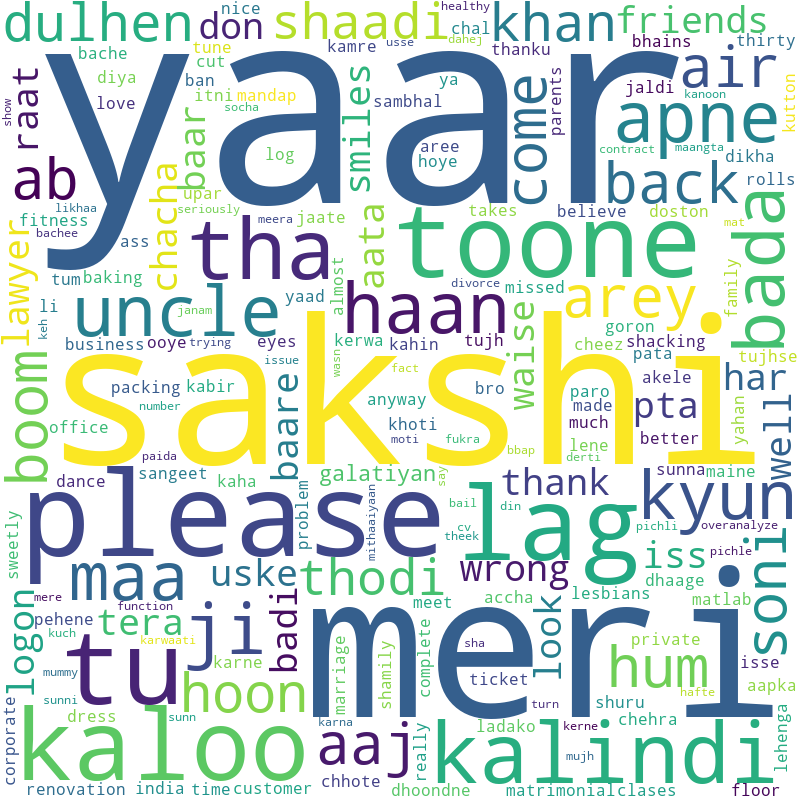 dulhen
don
shaadi
nice
khan
healthy
friends
bache
tune
kamre
usse
dahej
chal
thanku
bhains
thirty
cut
ban
diya
raat
show
love
itni
mandap
socha
sambhal
ya
parents
air
jaldi
kanoon
kutton
yaar
baar
smiles
come
apne
ab
log
aree
hoye
contract
maangta
dikha
back
rolls
chacha
upar
likhaa
fitness
seriously
jaate
meera
takes
believe
doston
mat
bachee
ass
tha
aata
toone
lawyer
tum
baking
almost
divorce
missed
family
bada
li
keh
uncle
janam
yaad
haan
waise
arey
goron
business
ooye
trying
eyes
kerwa
kahin
tujh
cheez
shacking
tujhse
boom
issue
wasn
fact
pata
sakshi
packing
kabir
number
baare
anyway
bro
paro
made
akele
har
yahan
office
khoti
moti
fukra
much
lene
pta
better
well
dance
paida
sangeet
kaha
galatiyan
bbap
derti
sunna
maine
please
problem
mithaaiyaan
say
bail
din
thank
kyun
cv
theek
lag
pichli
overanalyze
sweetly
maa
uske
thodi
wrong
iss
pichle
soni
mere
function
pehene
meet
accha
lesbians
dhaage
matlab
logon
tera
ji
badi
meri
look
kuch
karwaati
karne
marriage
shamily
complete
sha
hum
private
isse
tu
hoon
ticket
hafte
aapka
corporate
mummy
sunni
dress
sunn
karna
turn
kerne
shuru
chehra
lehenga
kaloo
aaj
really
ladako
kalindi
mujh
renovation
india
time
customer
chhote
dhoondne
matrimonial
clases
floor